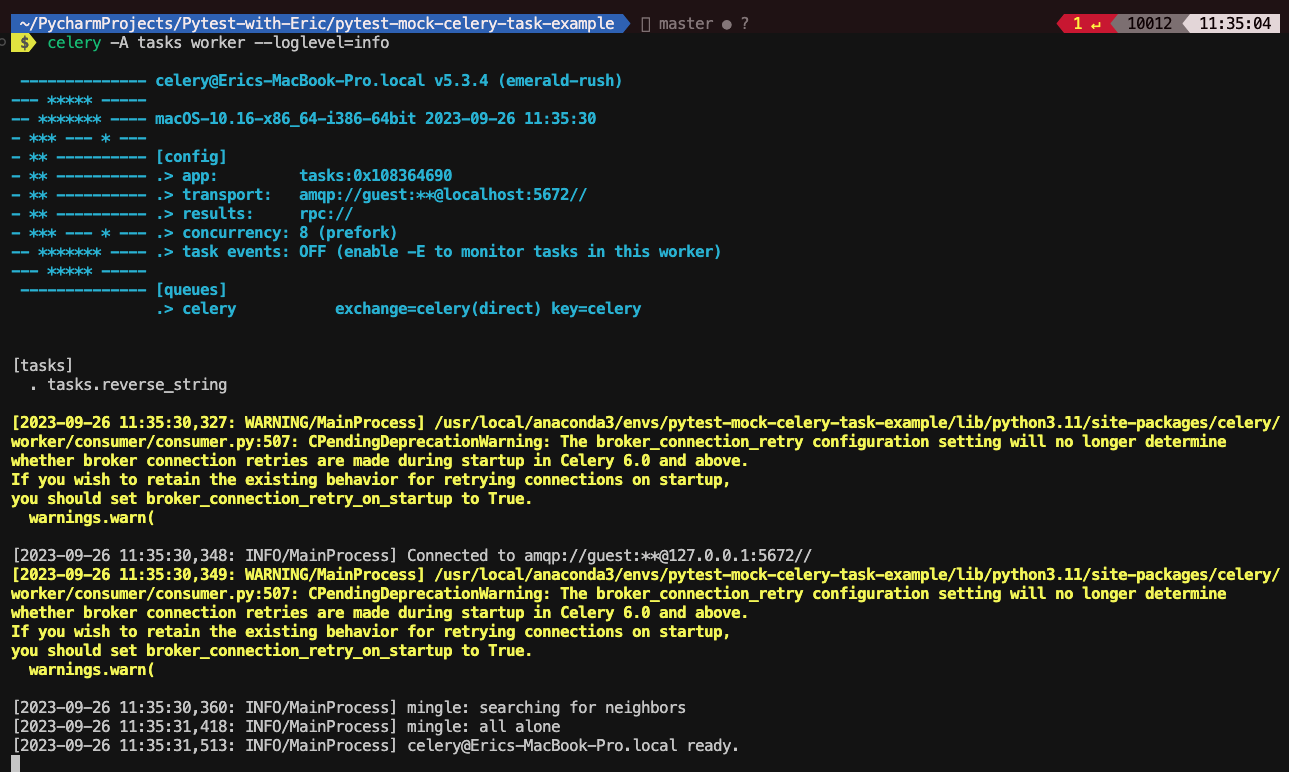 ~/PycharmProjects/Pytest-with-Eric/pytest-mock-celery-task-example master ● ? 1 ↵ 10012 11:35:04
$ celery -A tasks worker --loglevel=info
 -------------- celery@Erics-MacBook-Pro.local v5.3.4 (emerald-rush)
--- ***** -----
-- ******* ---- macOS-10.16-x86_64-i386-64bit 2023-09-26 11:35:30
- *** --- * ---
- ** ---------- [config]
- ** ---------- .> app:         tasks:0x108364690
- ** ---------- .> transport:   amqp://guest:**@localhost:5672//
- ** ---------- .> results:     rpc://
- *** --- * --- .> concurrency: 8 (prefork)
-- ******* ---- .> task events: OFF (enable -E to monitor tasks in this worker)
--- ***** -----
 -------------- [queues]
                .> celery           exchange=celery(direct) key=celery
[tasks]
  . tasks.reverse_string
[2023-09-26 11:35:30,327: WARNING/MainProcess] /usr/local/anaconda3/envs/pytest-mock-celery-task-example/lib/python3.11/site-packages/celery/
worker/consumer/consumer.py:507: CPendingDeprecationWarning: The broker_connection_retry configuration setting will no longer determine
whether broker connection retries are made during startup in Celery 6.0 and above.
If you wish to retain the existing behavior for retrying connections on startup,
you should set broker_connection_retry_on_startup to True.
  warnings.warn(
[2023-09-26 11:35:30,348: INFO/MainProcess] Connected to amqp://guest:**@127.0.0.1:5672//
[2023-09-26 11:35:30,349: WARNING/MainProcess] /usr/local/anaconda3/envs/pytest-mock-celery-task-example/lib/python3.11/site-packages/celery/
worker/consumer/consumer.py:507: CPendingDeprecationWarning: The broker_connection_retry configuration setting will no longer determine
whether broker connection retries are made during startup in Celery 6.0 and above.
If you wish to retain the existing behavior for retrying connections on startup,
you should set broker_connection_retry_on_startup to True.
  warnings.warn(
[2023-09-26 11:35:30,360: INFO/MainProcess] mingle: searching for neighbors
[2023-09-26 11:35:31,418: INFO/MainProcess] mingle: all alone
[2023-09-26 11:35:31,513: INFO/MainProcess] celery@Erics-MacBook-Pro.local ready.